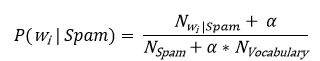 P(wᵢ|Spam) = (N_{wᵢ|Spam} + α) / (N_{Spam} + α * N_{Vocabulary})